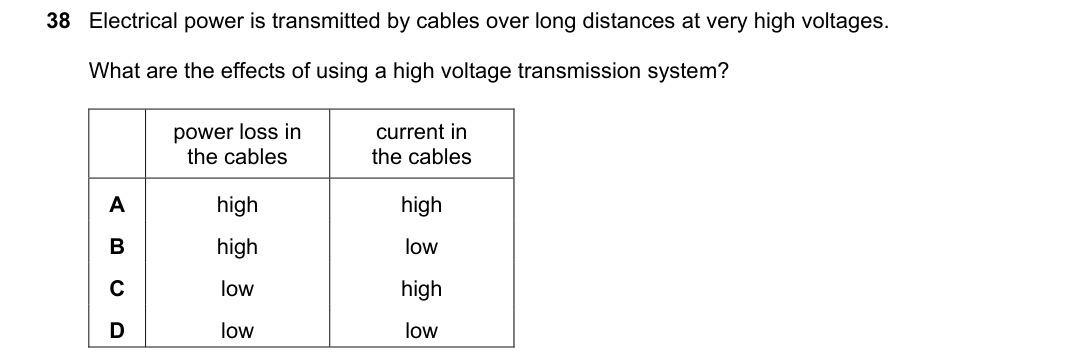 38 Electrical power is transmitted by cables over long distances at very high voltages.
What are the effects of using a high voltage transmission system?
power loss in the cables | current in the cables
A high high
B high low
C low high
D low low